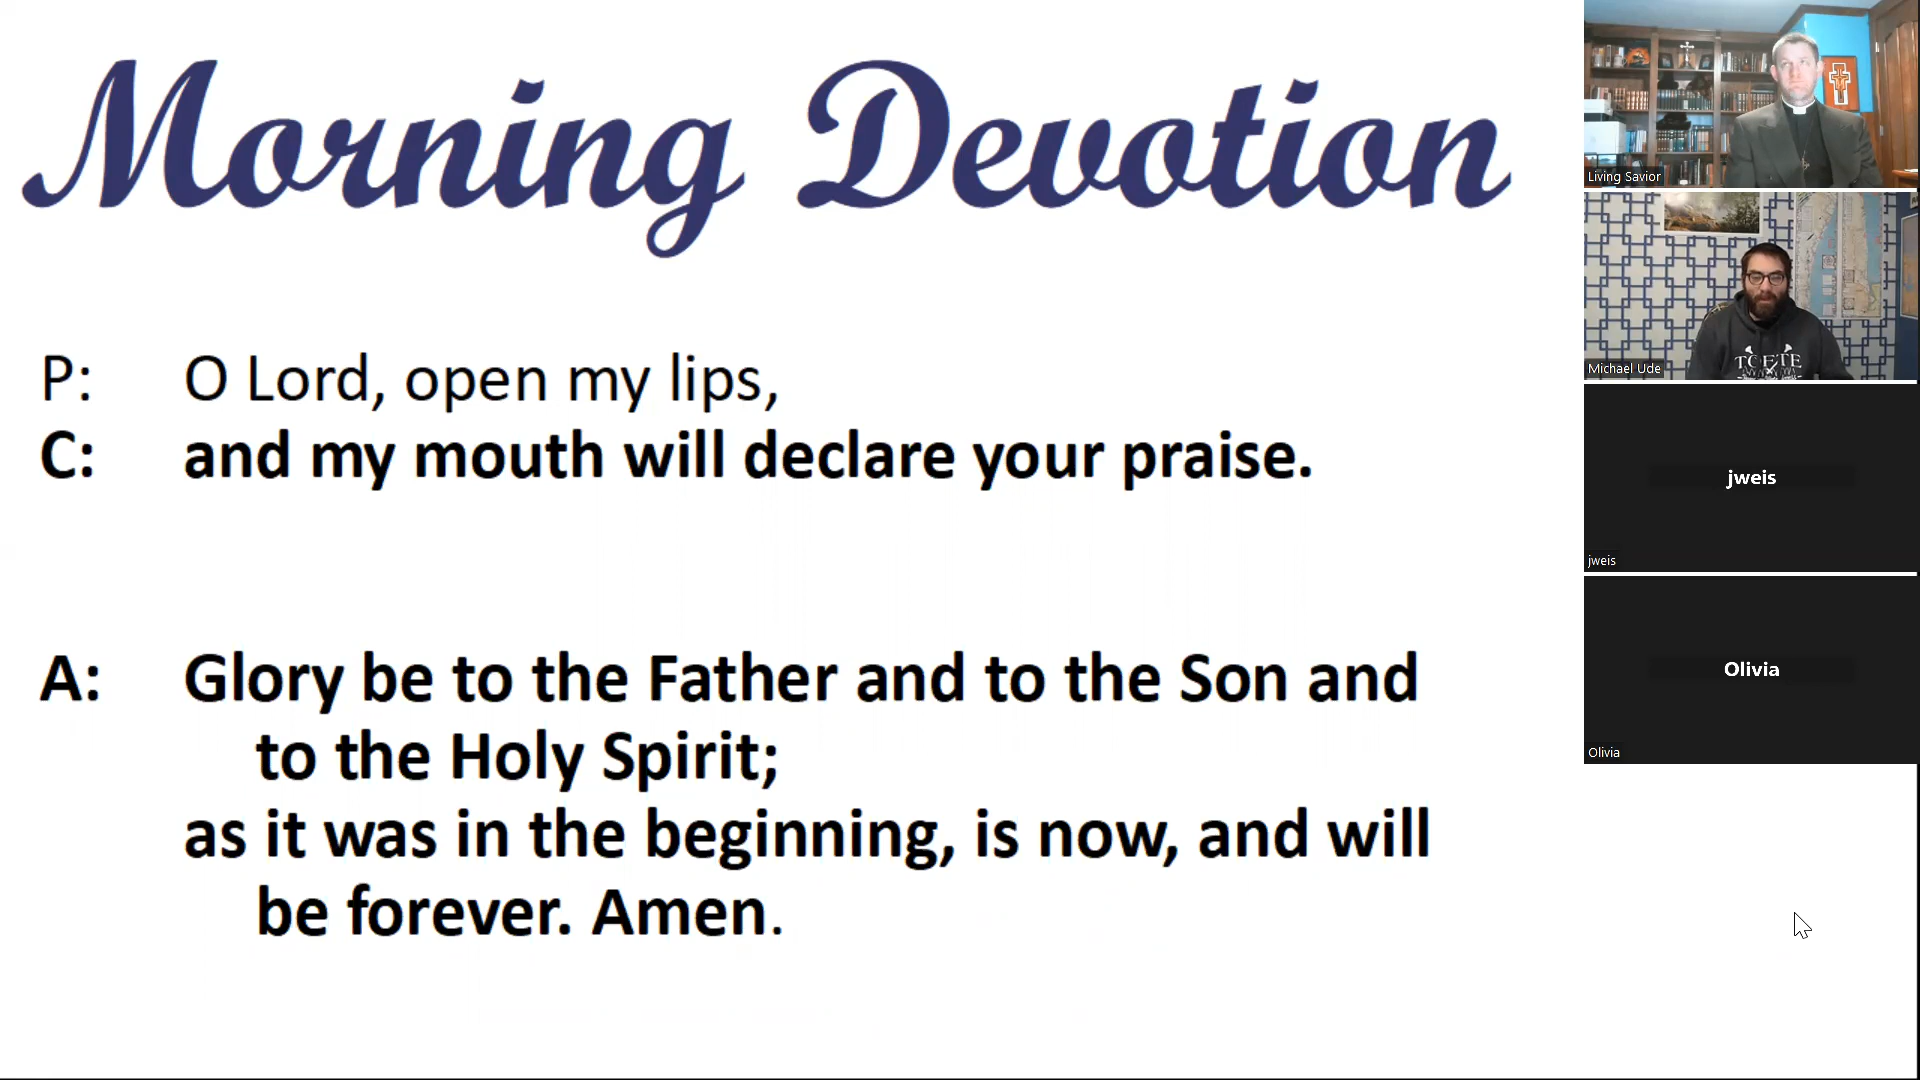 Morning Devotion
P: O Lord, open my lips,
C: and my mouth will declare your praise.
A: Glory be to the Father and to the Son and
to the Holy Spirit;
as it was in the beginning, is now, and will
be forever. Amen.
Living Savior
Michael Ude
jweis
jweis
Olivia
Olivia